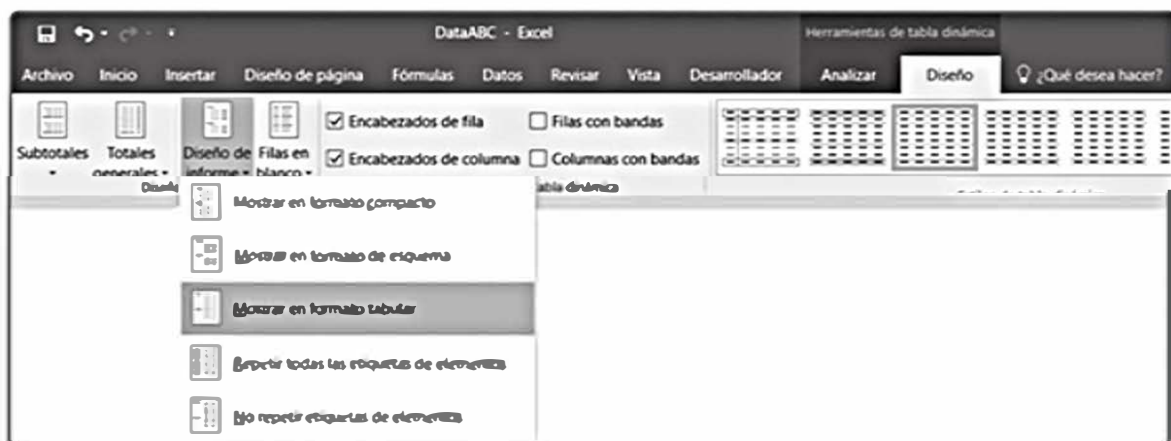 DataABC - Excel
Herramientas de tabla dinámica
Archivo Inicio Insertar Diseño de página Fórmulas Datos Revisar Vista Desarrollador Analizar Diseño ¿Qué desea hacer?
Subtotales
Totales generales
Diseño de informe
Filas en blanco
Encabezados de fila
Filas con bandas
Encabezados de columna
Columnas con bandas
tabla dinámica
Mostrar en formato compacto
Mostrar en formato de esquema
Mostrar en formato tabular
Repetir todas las etiquetas de elementos
No repetir etiquetas de elementos